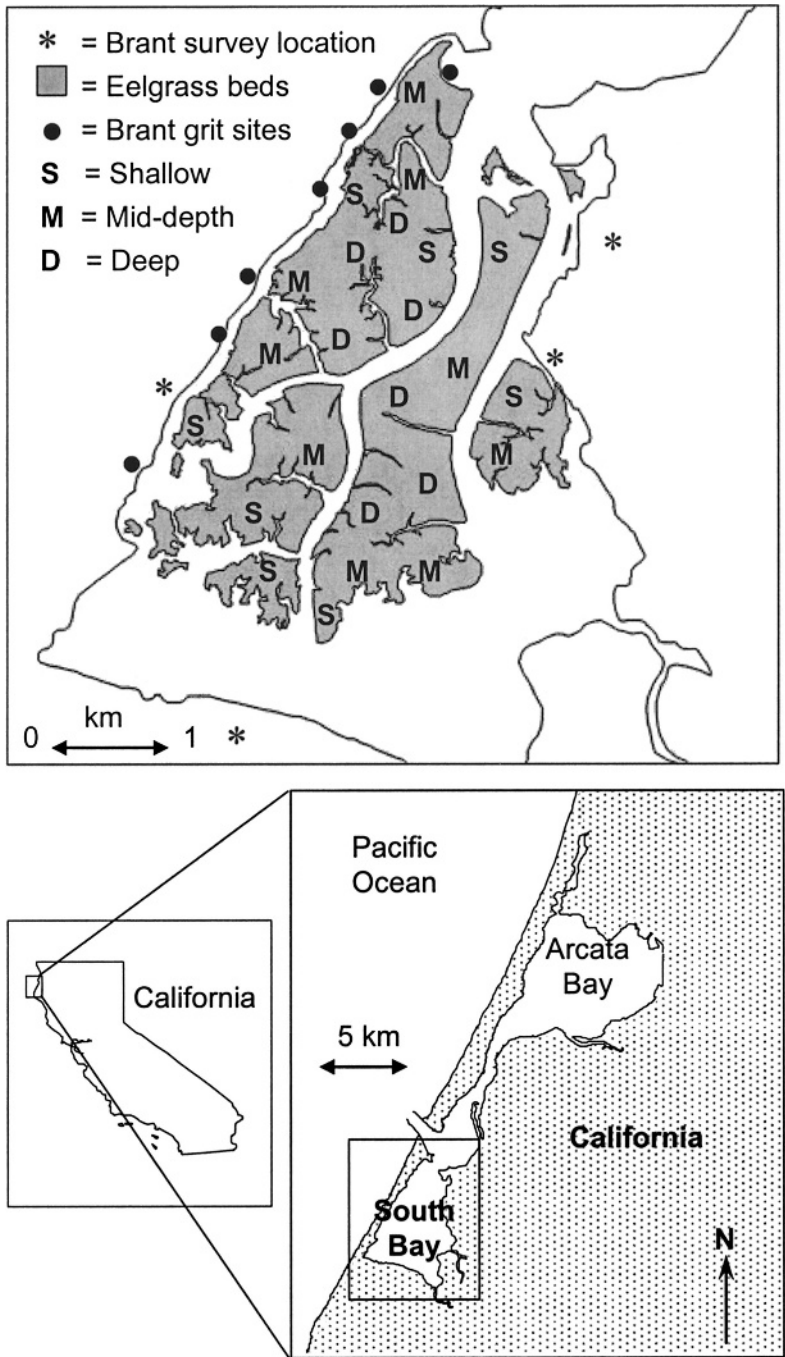 * = Brant survey location
= Eelgrass beds
● = Brant grit sites
S = Shallow
M = Mid-depth
D = Deep
M
M
S
D
S
S
D
M
D
D
M
M
D
S
S
M
M
D
S
D
S
M
M
S
km
0 1
Pacific
Ocean
Arcata
Bay
California
5 km
California
South
Bay
N